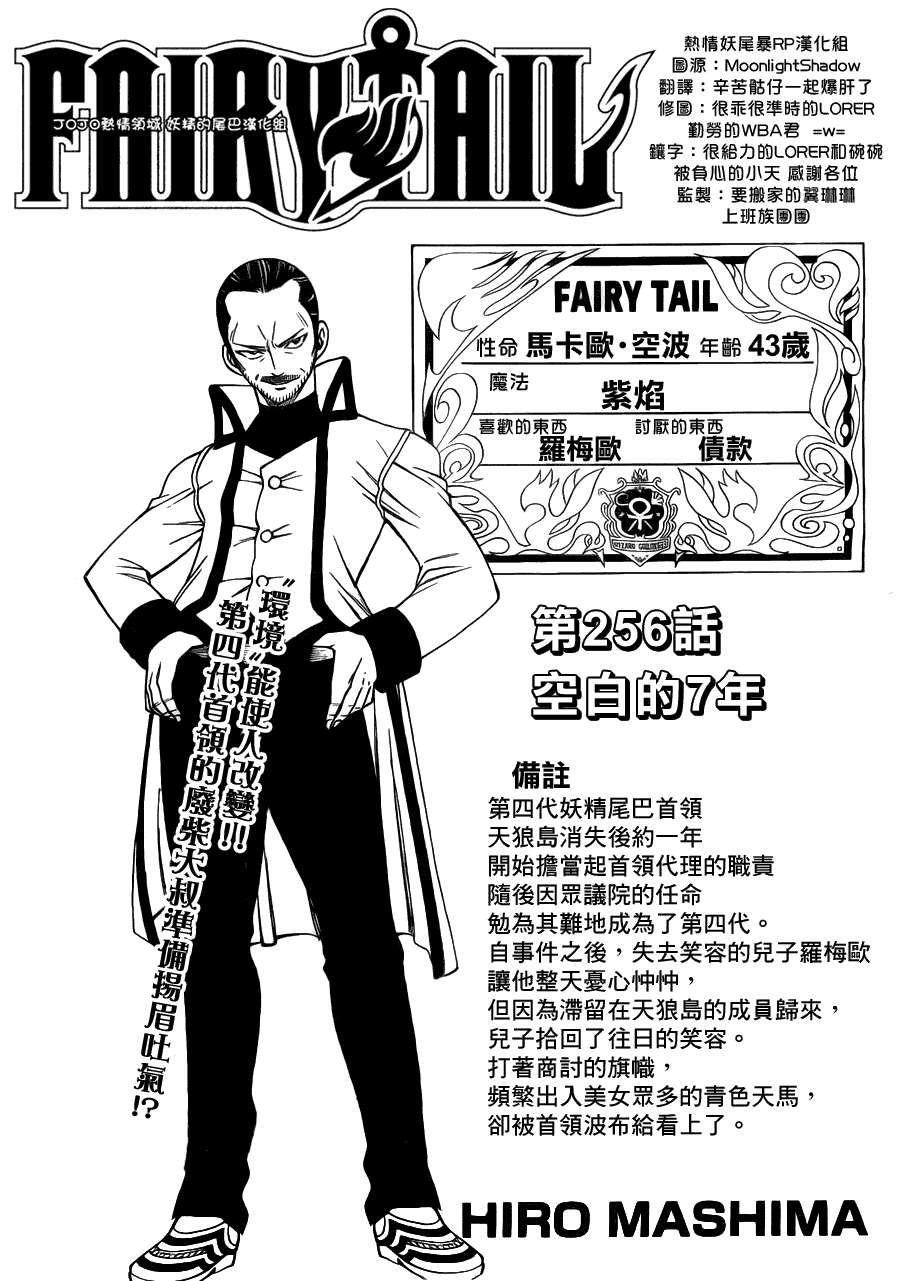 FAIRY TAIL
JOJO熱情領域 妖精的尾巴漢化組
熱情妖尾暴RP漢化組
圖源：MoonlightShadow
翻譯：辛苦骷仔一起爆肝了
修圖：很乖很準時的LORER
勤勞的WBA君 =w=
鑲字：很給力的LORER和碗碗
被負心的小天 感謝各位
監製：要搬家的翼琳琳
上班族團團
FAIRY TAIL
性命 馬卡歐·空波 年齡 43歲
魔法
紫焰
喜歡的東西 討厭的東西
羅梅歐 債款
WIZARD GUILD
第256話
空白的7年
〝環境〞能使人改變!!
第四代首領的廢柴大叔準備揚眉吐氣!?
備註
第四代妖精尾巴首領
天狼島消失後約一年
開始擔當起首領代理的職責
隨後因眾議院的任命
勉為其難地成為了第四代。
自事件之後，失去笑容的兒子羅梅歐
讓他整天憂心忡忡，
但因為滯留在天狼島的成員歸來，
兒子拾回了往日的笑容。
打著商討的旗幟，
頻繁出入美女眾多的青色天馬，
卻被首領波布給看上了。
HIRO MASHIMA